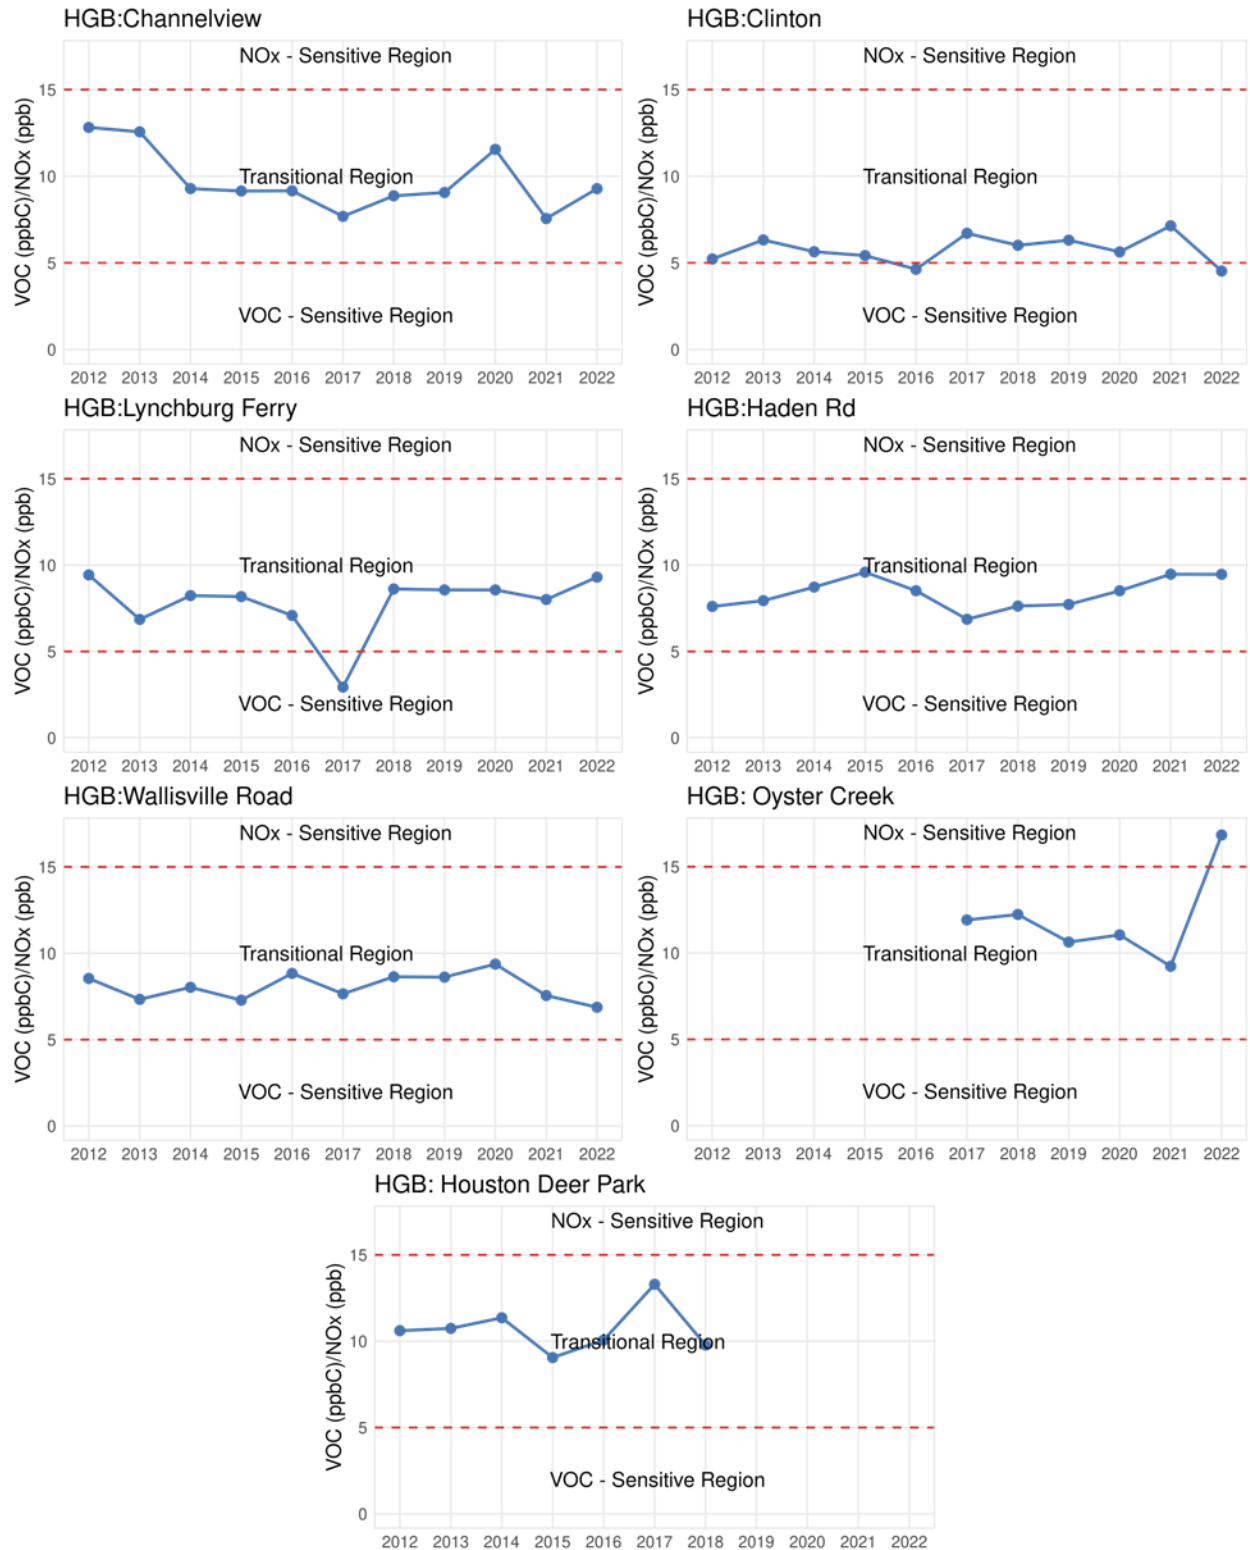 HGB:Channelview
NOx - Sensitive Region
15
Transitional Region
10
5
VOC - Sensitive Region
0
VOC (ppbC)/NOx (ppb)
2012 2013 2014 2015 2016 2017 2018 2019 2020 2021 2022
HGB:Clinton
NOx - Sensitive Region
15
Transitional Region
10
5
VOC - Sensitive Region
0
VOC (ppbC)/NOx (ppb)
2012 2013 2014 2015 2016 2017 2018 2019 2020 2021 2022
HGB:Lynchburg Ferry
NOx - Sensitive Region
15
Transitional Region
10
5
VOC - Sensitive Region
0
VOC (ppbC)/NOx (ppb)
2012 2013 2014 2015 2016 2017 2018 2019 2020 2021 2022
HGB:Haden Rd
NOx - Sensitive Region
15
Transitional Region
10
5
VOC - Sensitive Region
0
VOC (ppbC)/NOx (ppb)
2012 2013 2014 2015 2016 2017 2018 2019 2020 2021 2022
HGB:Wallisville Road
NOx - Sensitive Region
15
Transitional Region
10
5
VOC - Sensitive Region
0
VOC (ppbC)/NOx (ppb)
2012 2013 2014 2015 2016 2017 2018 2019 2020 2021 2022
HGB: Oyster Creek
NOx - Sensitive Region
15
Transitional Region
10
5
VOC - Sensitive Region
0
VOC (ppbC)/NOx (ppb)
2012 2013 2014 2015 2016 2017 2018 2019 2020 2021 2022
HGB: Houston Deer Park
NOx - Sensitive Region
15
Transitional Region
10
5
VOC - Sensitive Region
0
VOC (ppbC)/NOx (ppb)
2012 2013 2014 2015 2016 2017 2018 2019 2020 2021 2022